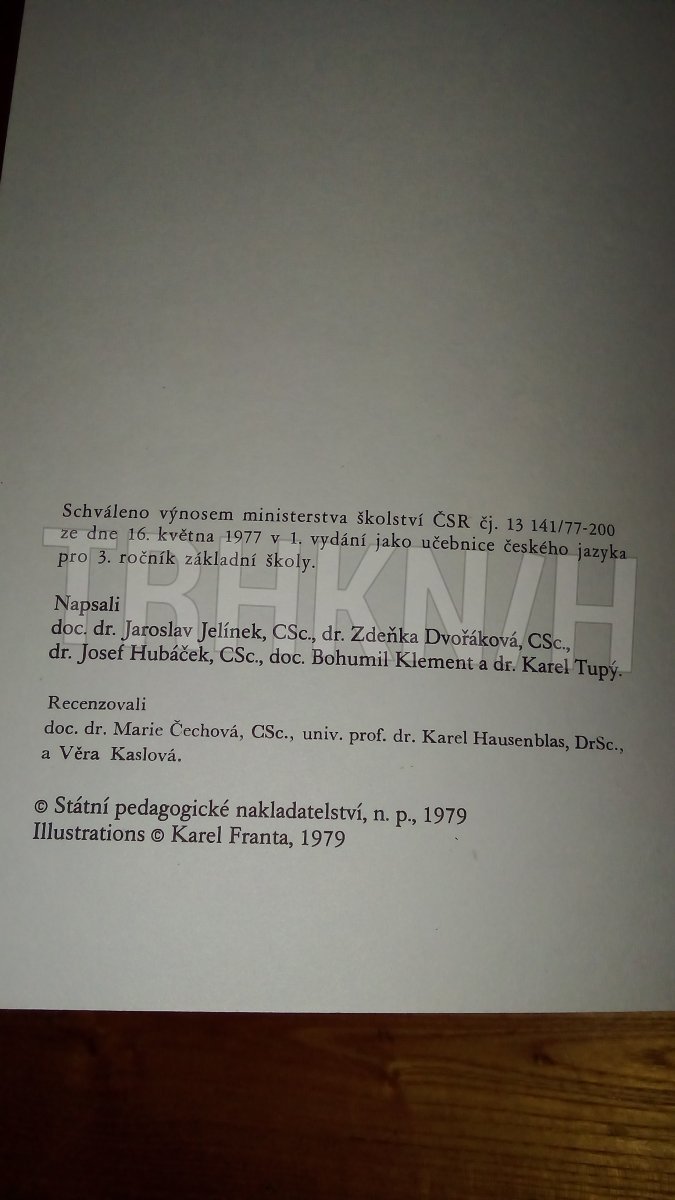 Schváleno výnosem ministerstva školství ČSR čj. 13 141/77-200
ze dne 16. května 1977 v 1. vydání jako učebnice českého jazyka
pro 3. ročník základní školy.
TRHKNIH
Napsali
doc. dr. Jaroslav Jelínek, CSc., dr. Zdeňka Dvořáková, CSc.,
dr. Josef Hubáček, CSc., doc. Bohumil Klement a dr. Karel Tupý.
Recenzovali
doc. dr. Marie Čechová, CSc., univ. prof. dr. Karel Hausenblas, DrSc.,
a Věra Kaslová.
© Státní pedagogické nakladatelství, n. p., 1979
Illustrations © Karel Franta, 1979